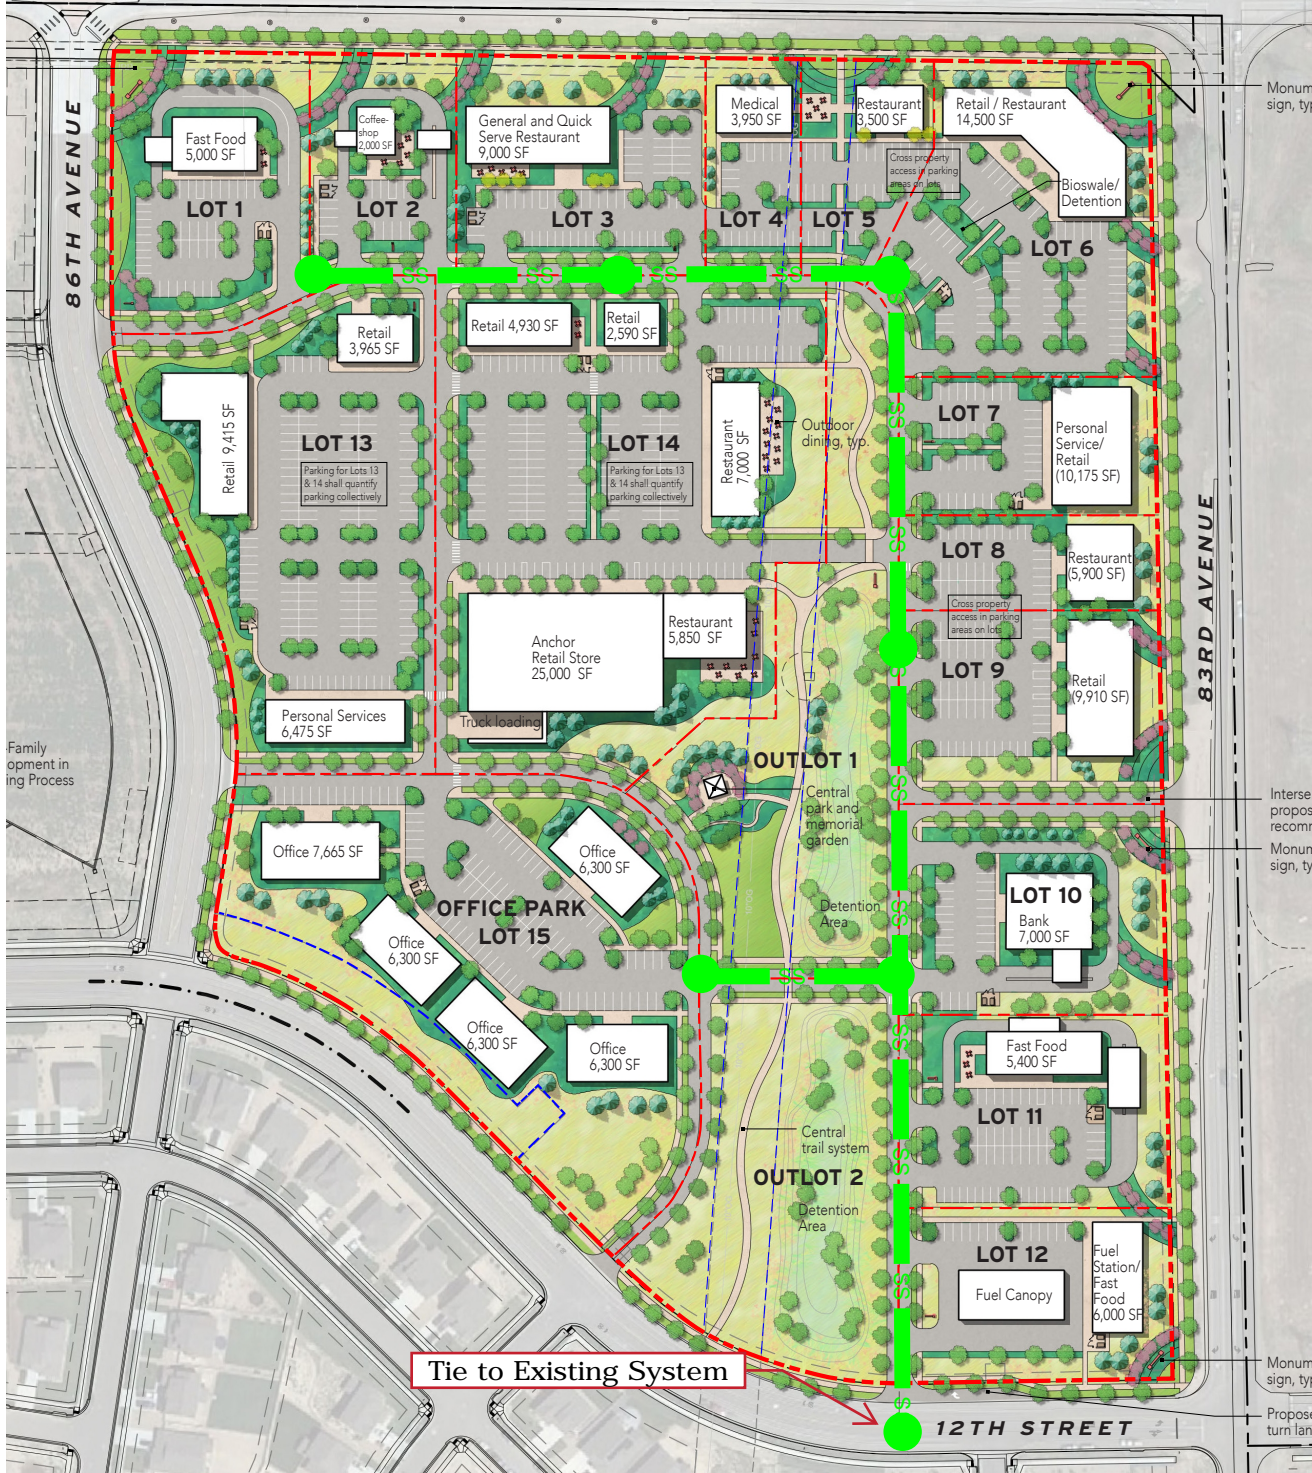 86TH AVENUE
Fast Food
5,000 SF
LOT 1
Coffee-
shop
2,000 SF
LOT 2
General and Quick
Serve Restaurant
9,000 SF
LOT 3
Medical
3,950 SF
LOT 4
Restaurant
3,500 SF
LOT 5
Retail / Restaurant
14,500 SF
Cross property
access in parking
areas on lots
Bioswale/
Detention
LOT 6
Monum
sign, typ
SS
SS
SS
SS
Retail
3,965 SF
Retail 4,930 SF
Retail
2,590 SF
Retail 9,415 SF
LOT 13
Parking for Lots 13
& 14 shall quantify
parking collectively
LOT 14
Parking for Lots 13
& 14 shall quantify
parking collectively
Restaurant
7,000 SF
Outdoor
dining, typ.
SS
LOT 7
Personal
Service/
Retail
(10,175 SF)
SS
LOT 8
Restaurant
(5,900 SF)
Cross property
access in parking
areas on lots
LOT 9
Retail
(9,910 SF)
83RD AVENUE
Anchor
Retail Store
25,000 SF
Restaurant
5,850 SF
Truck loading
Personal Services
6,475 SF
-Family
opment in
ing Process
OUTLOT 1
Central
park and
memorial
garden
SS
Interse
propos
recomm
Monum
sign, ty
Office 7,665 SF
Office
6,300 SF
OFFICE PARK
LOT 15
Office
6,300 SF
Office
6,300 SF
Office
6,300 SF
Detention
Area
SS
SS
LOT 10
Bank
7,000 SF
SS
Fast Food
5,400 SF
LOT 11
Central
trail system
SS
OUTLOT 2
Detention
Area
LOT 12
Fuel Canopy
Fuel
Station/
Fast
Food
6,000 SF
SS
Tie to Existing System
S
12TH STREET
Monum
sign, typ
Propose
turn lan